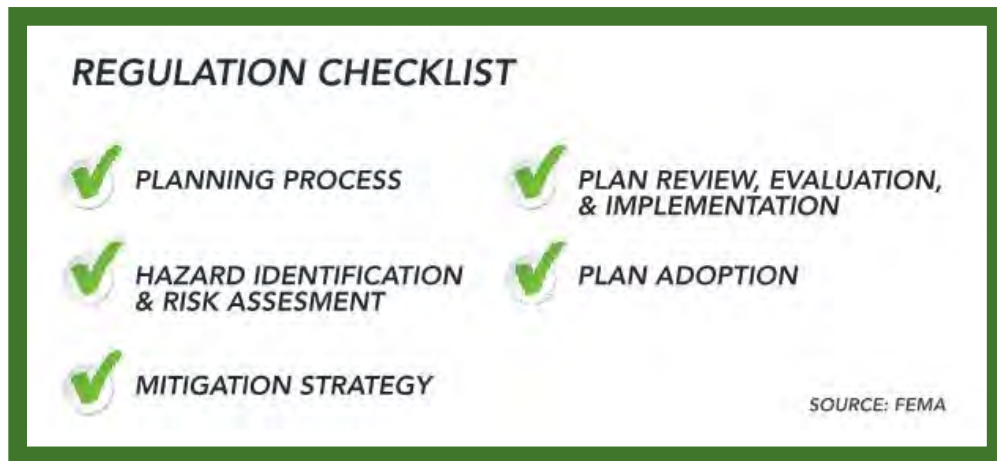 REGULATION CHECKLIST
PLANNING PROCESS
HAZARD IDENTIFICATION
& RISK ASSESMENT
MITIGATION STRATEGY
PLAN REVIEW, EVALUATION,
& IMPLEMENTATION
PLAN ADOPTION
SOURCE: FEMA